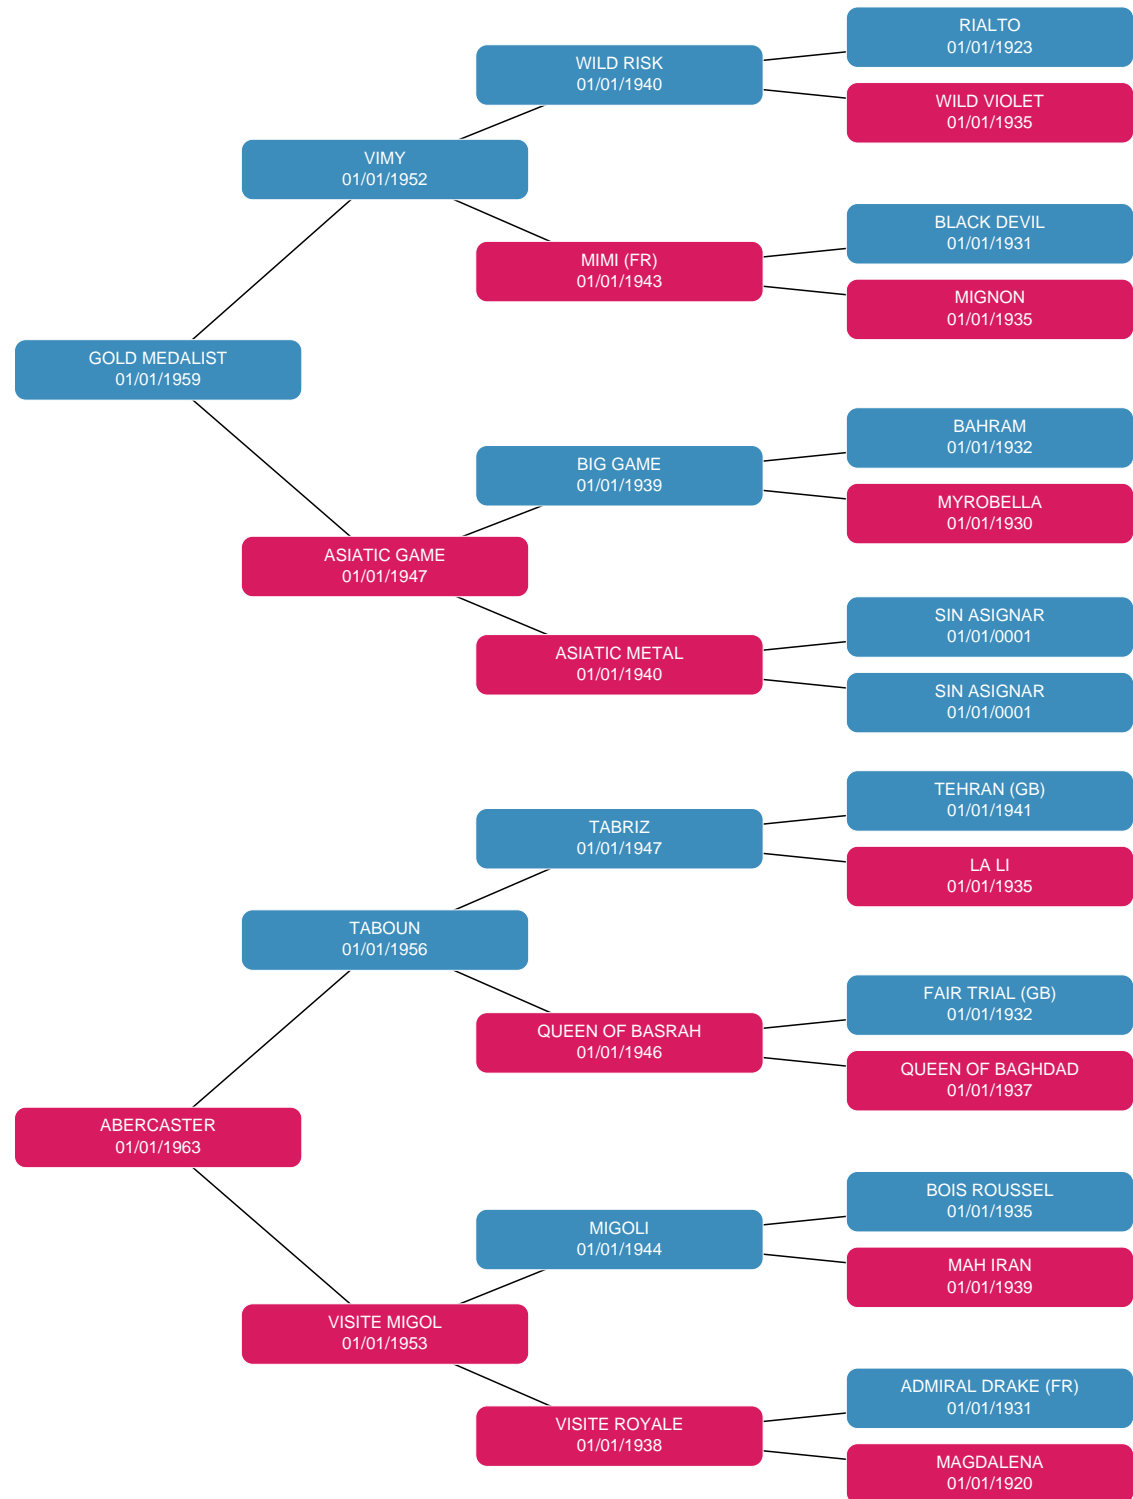 RIALTO
01/01/1923
WILD RISK
01/01/1940
WILD VIOLET
01/01/1935
VIMY
01/01/1952
BLACK DEVIL
01/01/1931
MIMI (FR)
01/01/1943
MIGNON
01/01/1935
GOLD MEDALIST
01/01/1959
BAHRAM
01/01/1932
BIG GAME
01/01/1939
MYROBELLA
01/01/1930
ASIATIC GAME
01/01/1947
SIN ASIGNAR
01/01/0001
ASIATIC METAL
01/01/1940
SIN ASIGNAR
01/01/0001
TEHRAN (GB)
01/01/1941
TABRIZ
01/01/1947
LA LI
01/01/1935
TABOUN
01/01/1956
FAIR TRIAL (GB)
01/01/1932
QUEEN OF BASRAH
01/01/1946
QUEEN OF BAGHDAD
01/01/1937
ABERCASTER
01/01/1963
BOIS ROUSSEL
01/01/1935
MIGOLI
01/01/1944
MAH IRAN
01/01/1939
VISITE MIGOL
01/01/1953
ADMIRAL DRAKE (FR)
01/01/1931
VISITE ROYALE
01/01/1938
MAGDALENA
01/01/1920